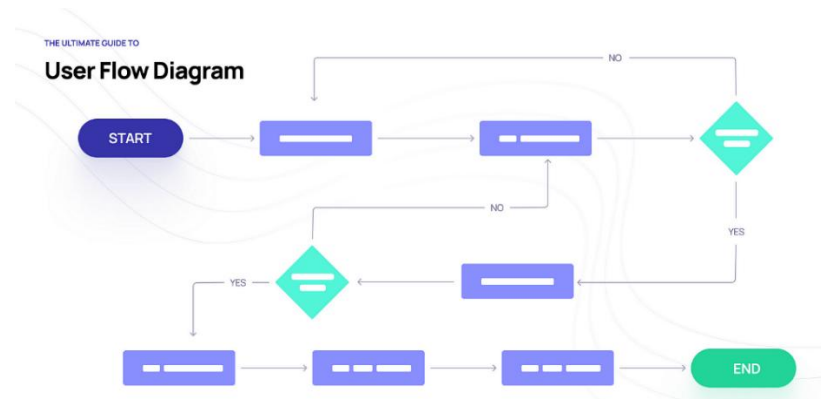 THE ULTIMATE GUIDE TO
User Flow Diagram
NO
START
NO
YES
YES
END